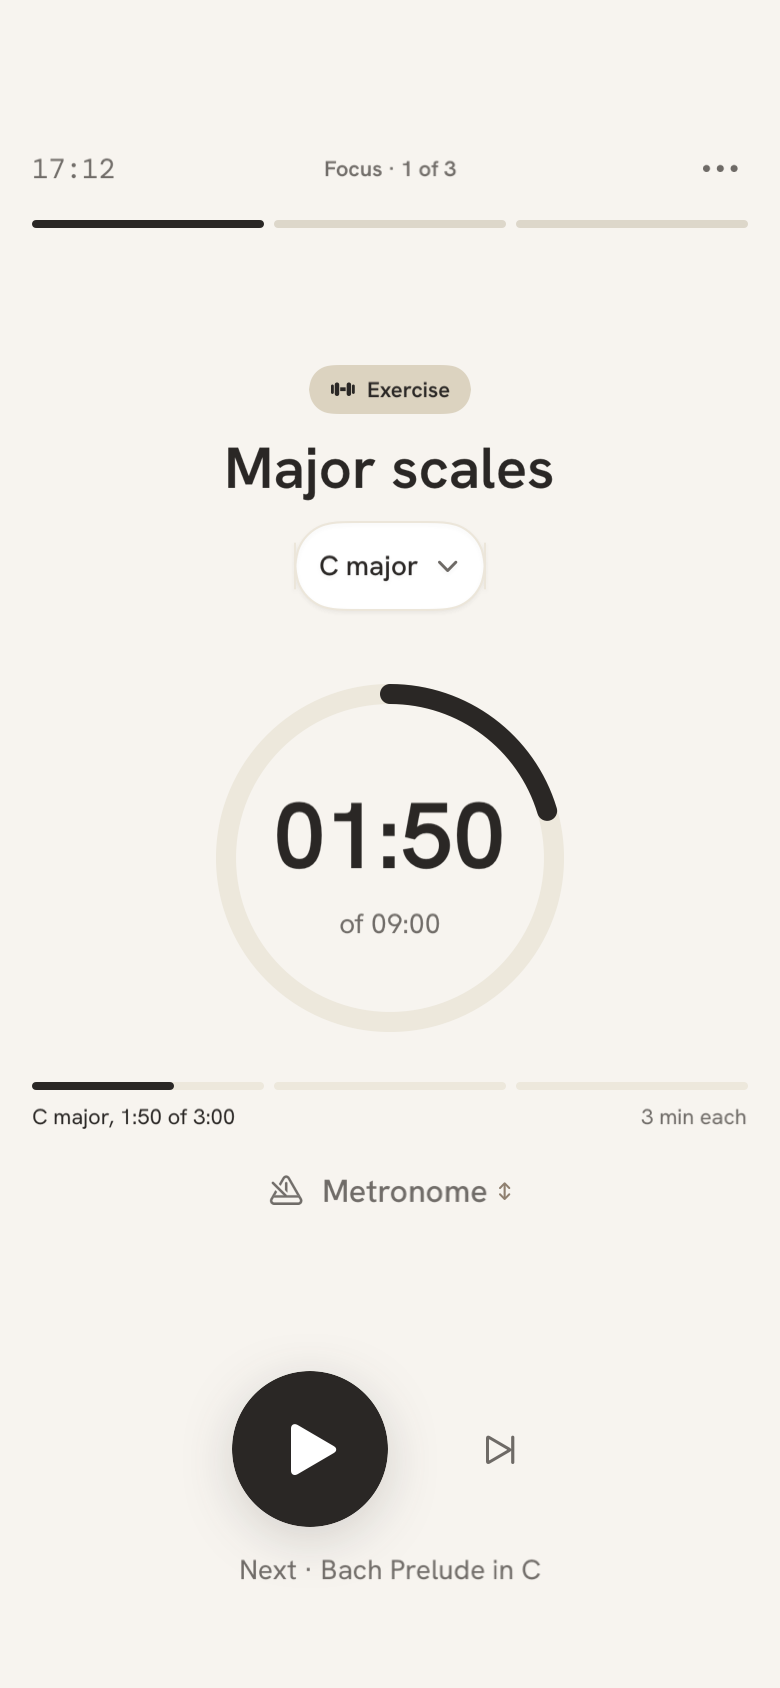 17:12
Focus · 1 of 3
Exercise
Major scales
C major
01:50
of 09:00
C major, 1:50 of 3:00
3 min each
Metronome
Next · Bach Prelude in C